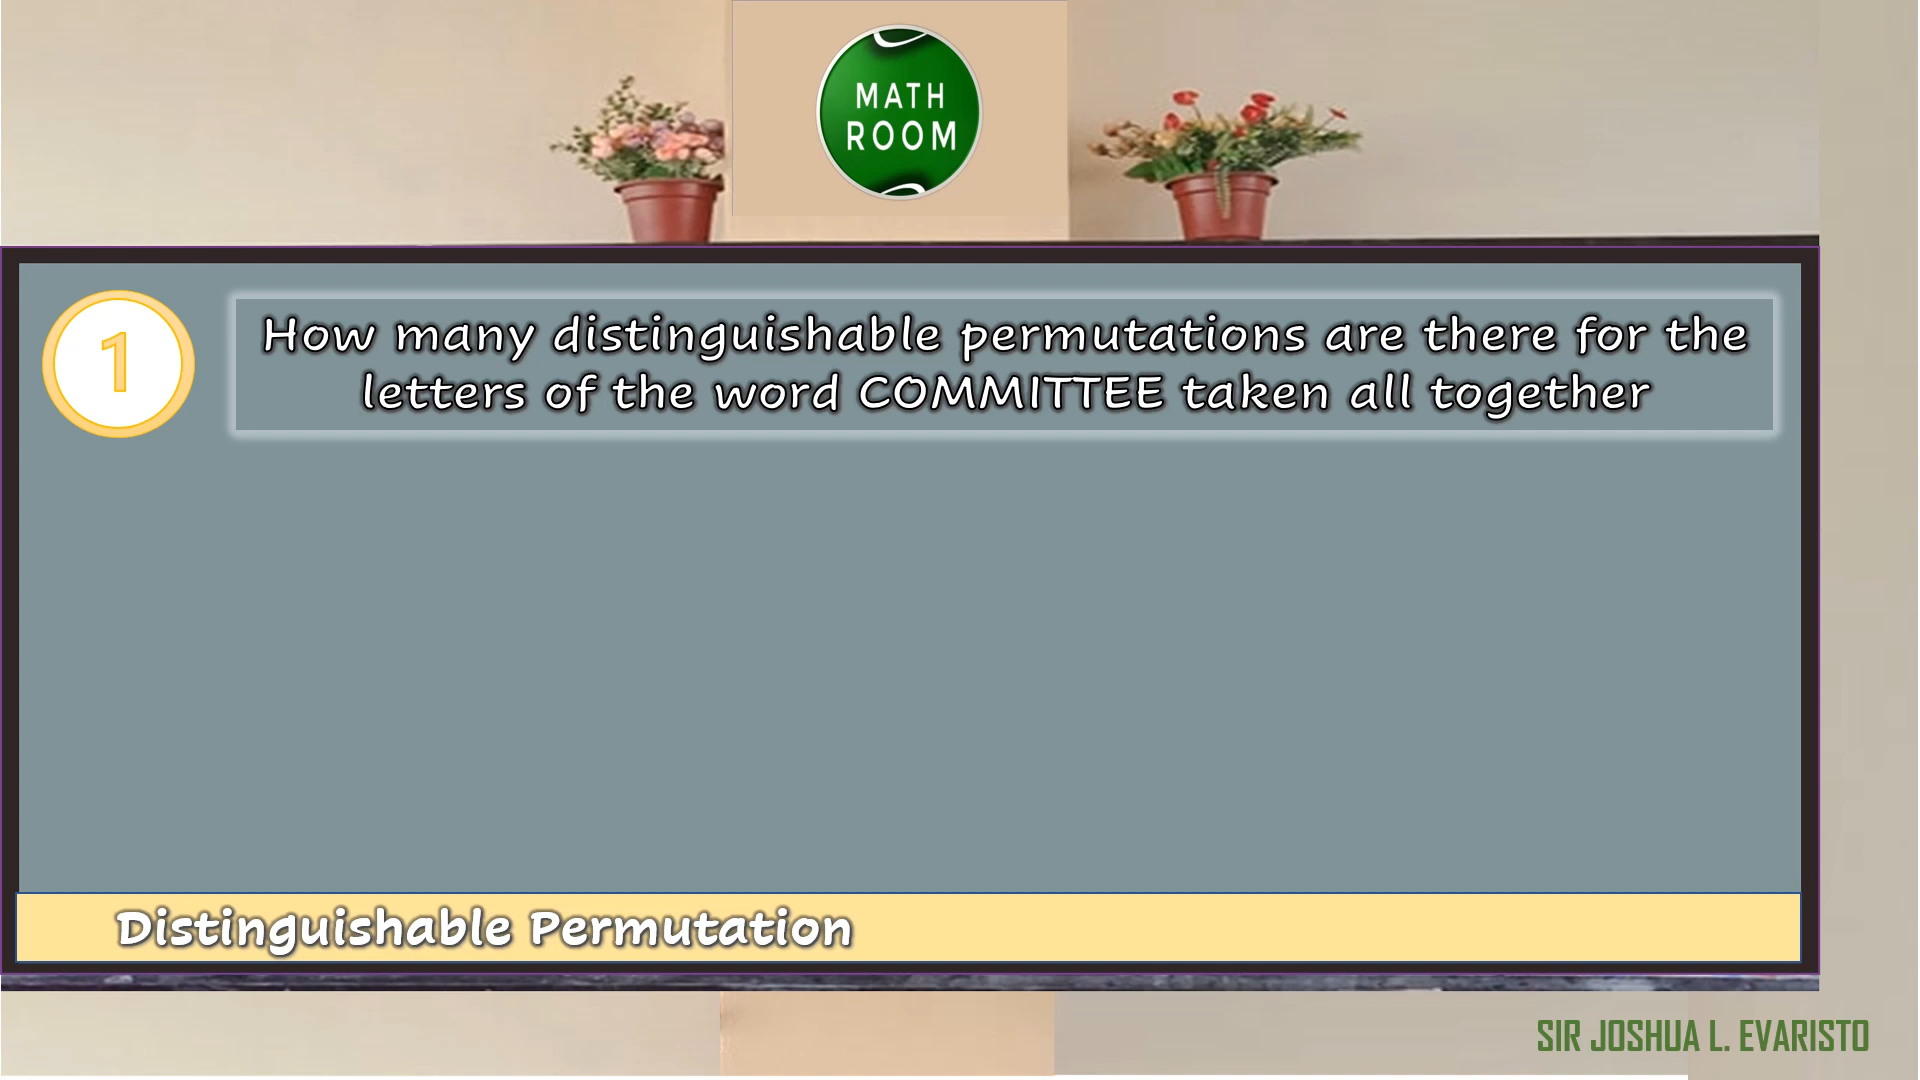 MATH
ROOM
1
How many distinguishable permutations are there for the
letters of the word COMMITTEE taken all together
Distinguishable Permutation
SIR JOSHUA L. EVARISTO